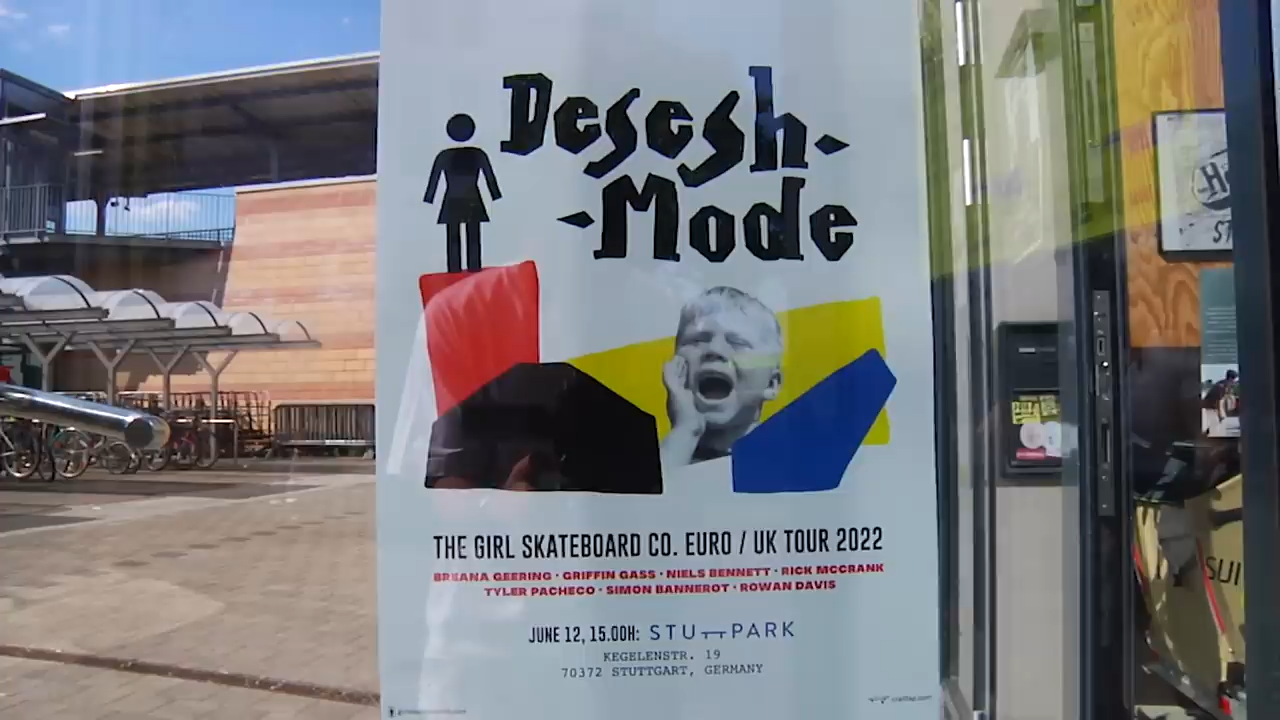 Desesh-
-Mode
THE GIRL SKATEBOARD CO. EURO / UK TOUR 2022
BREANA GEERING · GRIFFIN GASS · NIELS BENNETT · RICK MCCRANK
TYLER PACHECO · SIMON BANNEROT · ROWAN DAVIS
JUNE 12, 15.00H: STU PARK
KEGELENSTR. 19
70372 STUTTGART, GERMANY